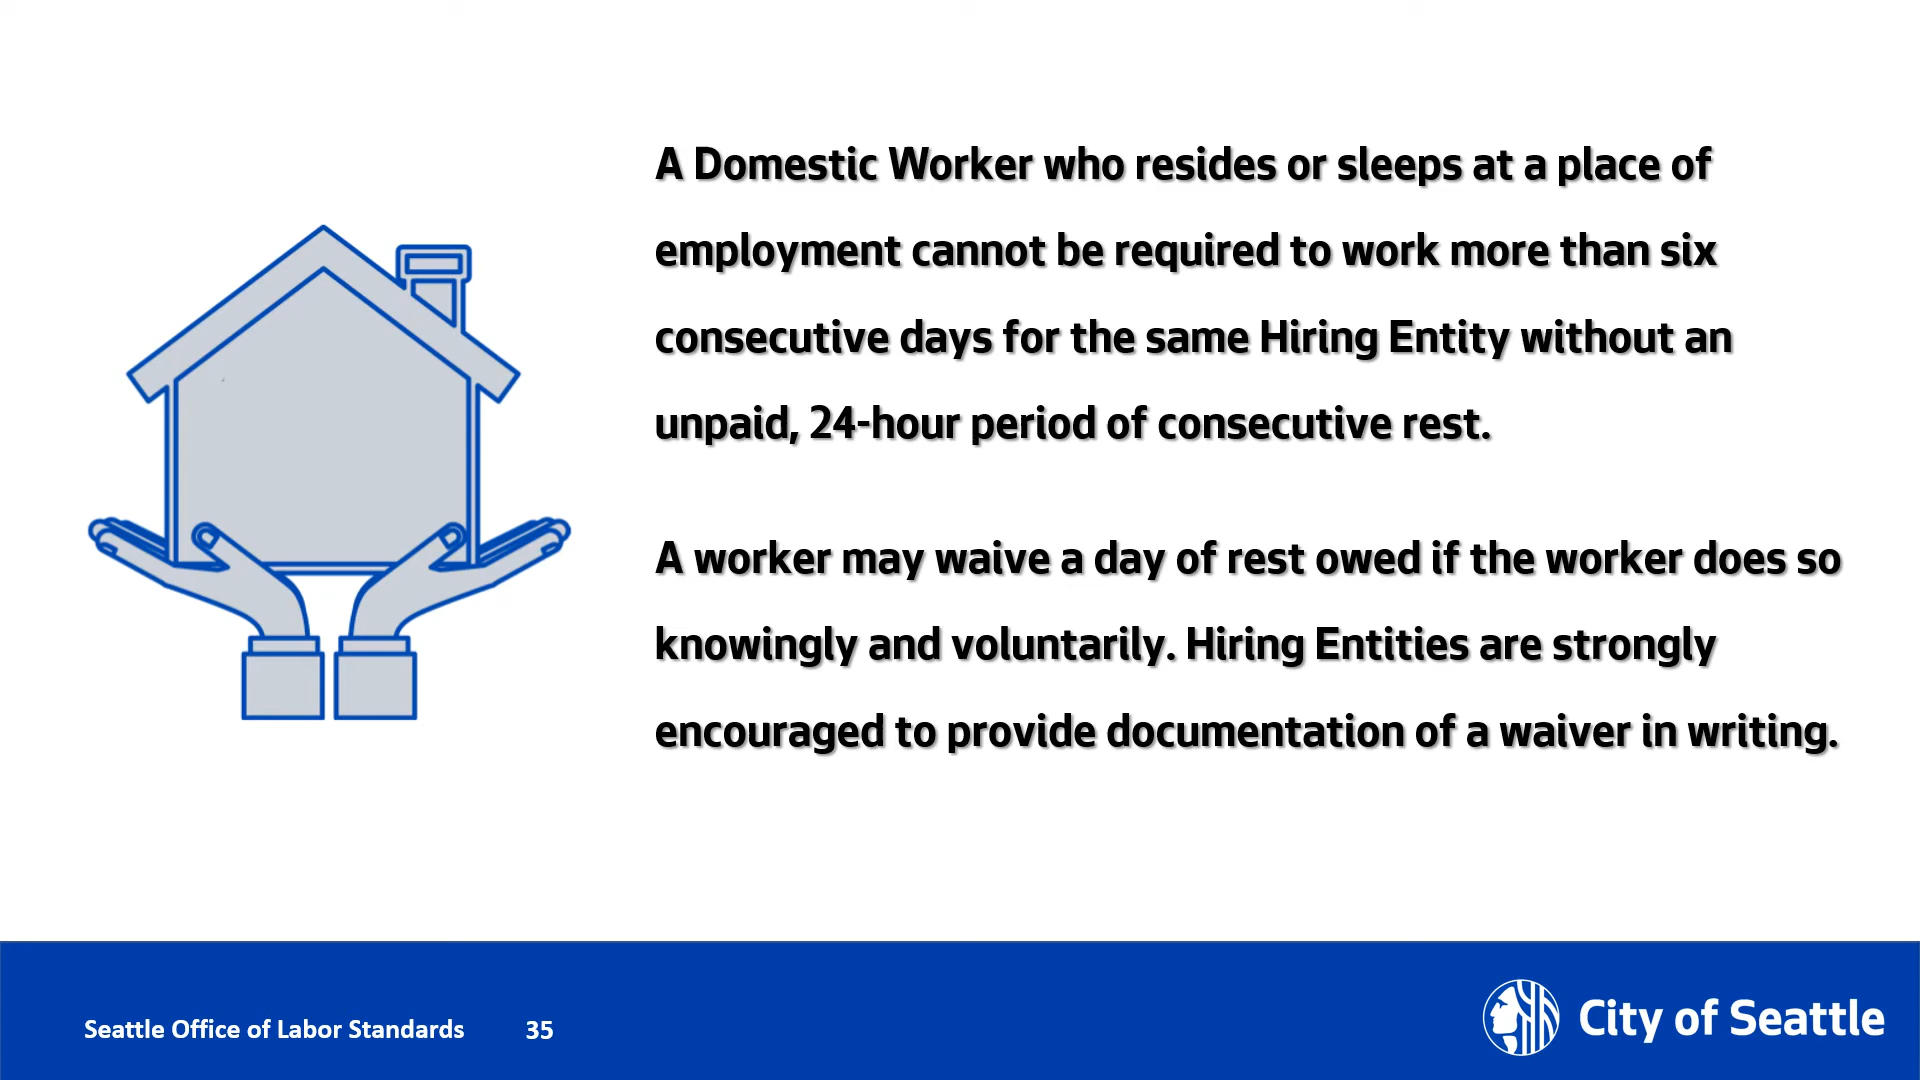 A Domestic Worker who resides or sleeps at a place of
employment cannot be required to work more than six
consecutive days for the same Hiring Entity without an
unpaid, 24-hour period of consecutive rest.
A worker may waive a day of rest owed if the worker does so
knowingly and voluntarily. Hiring Entities are strongly
encouraged to provide documentation of a waiver in writing.
Seattle Office of Labor Standards 35
City of Seattle